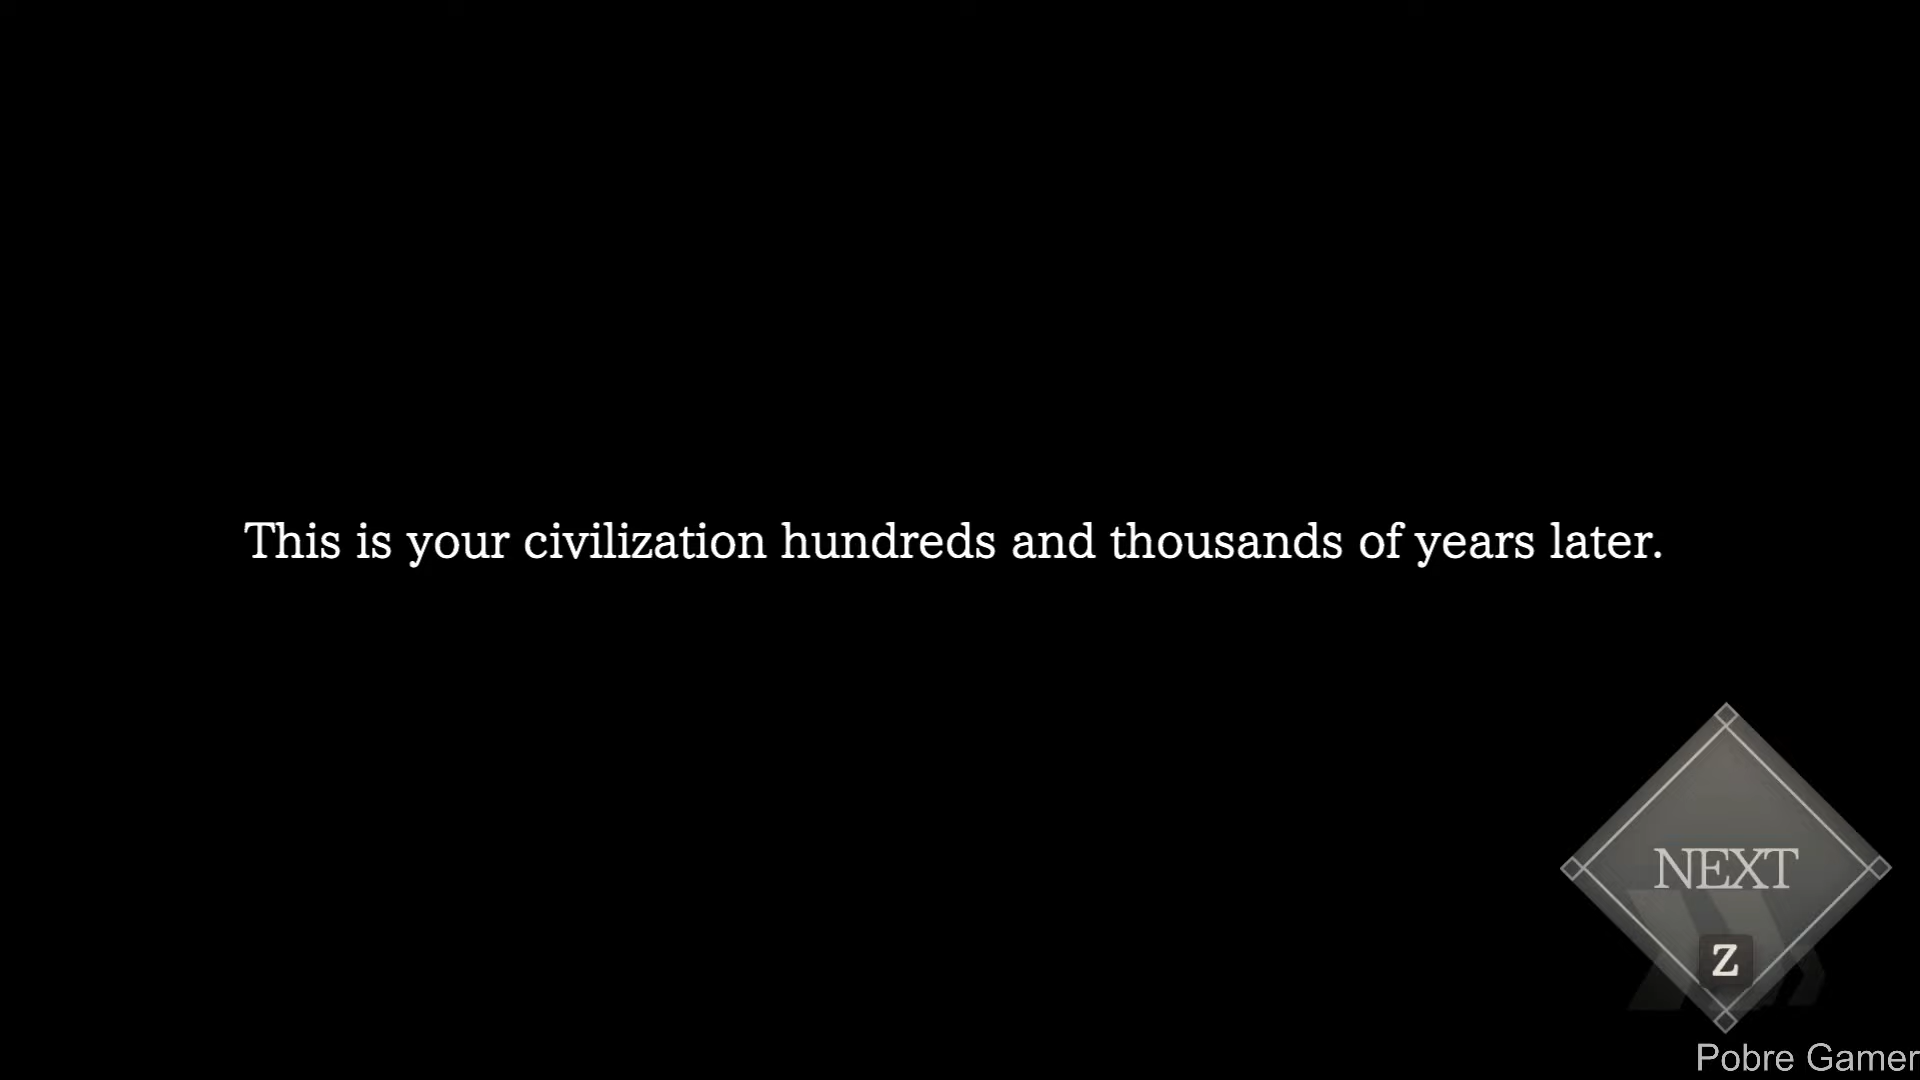 This is your civilization hundreds and thousands of years later.
NEXT
Z
Pobre Gamer